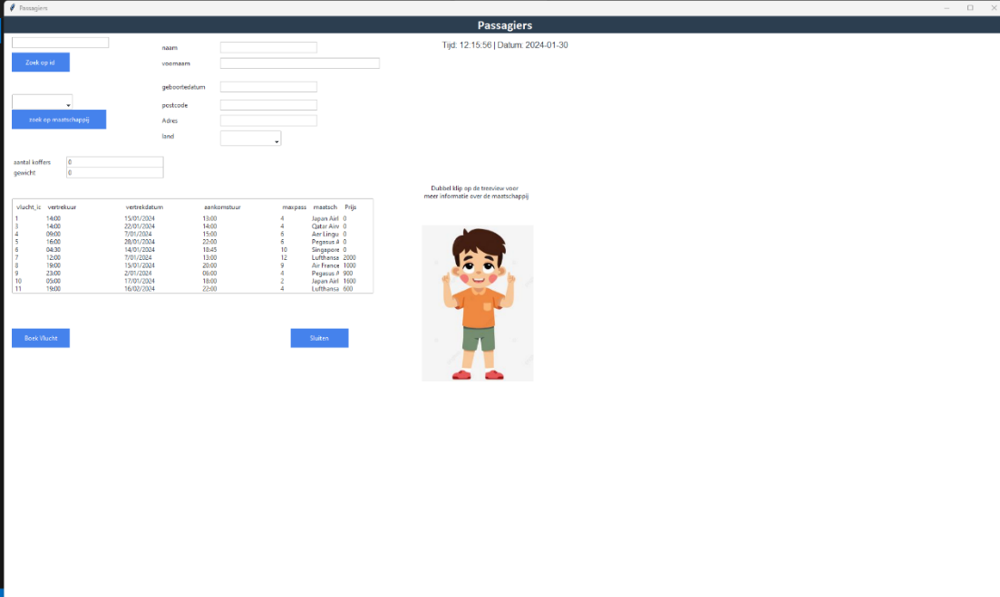 Passagiers
Passagiers
Tijd: 12:15:56 | Datum: 2024-01-30
Zoek op id
zoek op maatschappij
naam
voornaam
geboortedatum
postcode
Adres
land
aantal koffers 0
gewicht 0
Dubbel klip op de treeview voor
meer informatie over de maatschappij
vlucht_ic vertrekuur vertrekdatum aankomstuur maxpass maatsch Prijs
1 14:00 15/01/2024 13:00 4 Japan Airl 0
3 14:00 22/01/2024 14:00 4 Qatar Airv 0
4 09:00 7/01/2024 15:00 6 Aer Lingu 0
5 16:00 28/01/2024 22:00 6 Pegasus A 0
6 04:30 14/01/2024 18:45 10 Singapore 0
7 12:00 7/01/2024 13:00 12 Lufthansa 2000
8 19:00 15/01/2024 20:00 9 Air France 1000
9 23:00 2/01/2024 06:00 4 Pegasus A 900
10 05:00 17/01/2024 18:00 2 Japan Airl 1600
11 19:00 16/02/2024 22:00 4 Lufthansa 600
Boek Vlucht
Sluiten